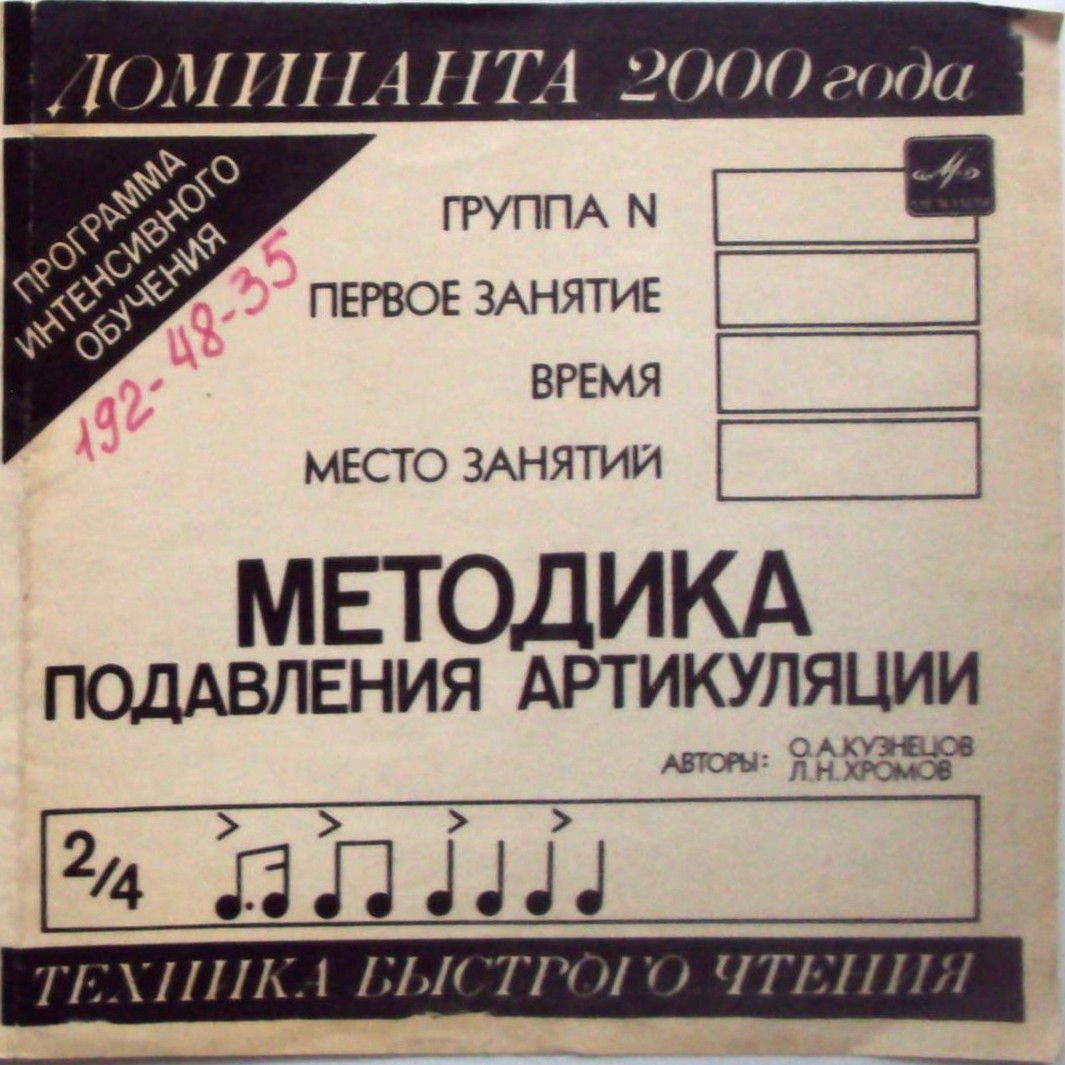 ДОМИНАНТА 2000 года
ПРОГРАММА
ИНТЕНСИВНОГО
ОБУЧЕНИЯ
192-48-35
ГРУППА N
ПЕРВОЕ ЗАНЯТИЕ
ВРЕМЯ
МЕСТО ЗАНЯТИЙ
МЕТОДИКА
ПОДАВЛЕНИЯ АРТИКУЛЯЦИИ
АВТОРЫ: О.А.КУЗНЕЦОВ
Л.Н.ХРОМОВ
2/4
ТЕХНИКА БЫСТРОГО ЧТЕНИЯ